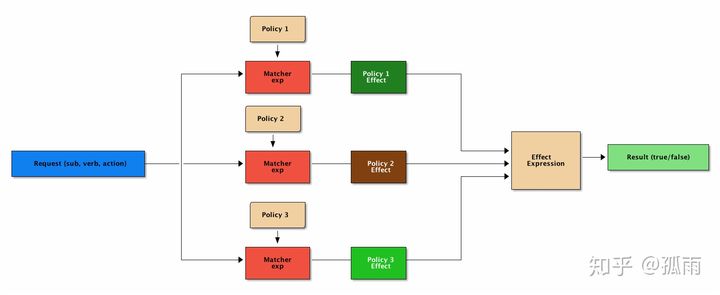 Policy 1
Matcher
exp
Policy 1
Effect
Policy 2
Request (sub, verb, action)
Matcher
exp
Policy 2
Effect
Effect
Expression
Result (true/false)
Policy 3
Matcher
exp
Policy 3
Effect
知乎 @孤雨